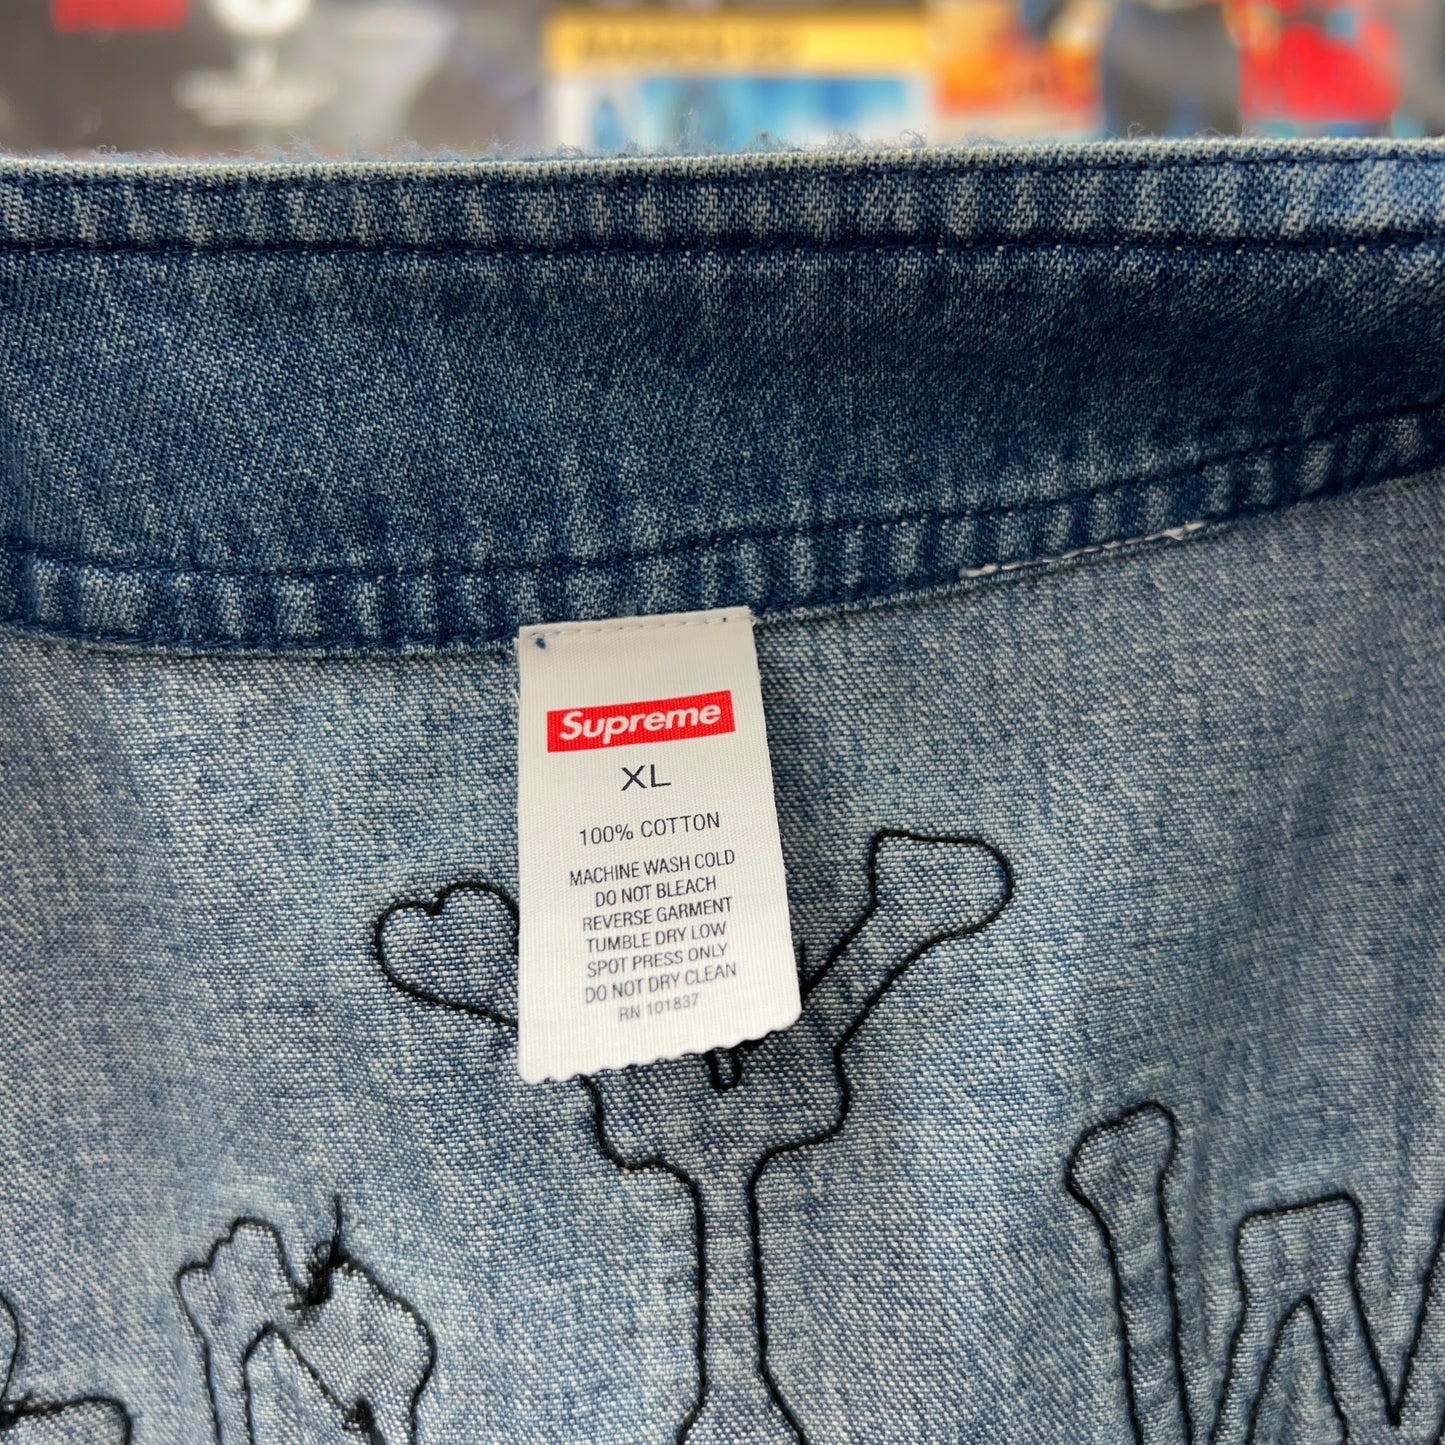 Supreme
XL
100% COTTON
MACHINE WASH COLD
DO NOT BLEACH
REVERSE GARMENT
TUMBLE DRY LOW
SPOT PRESS ONLY
DO NOT DRY CLEAN
RN 101837